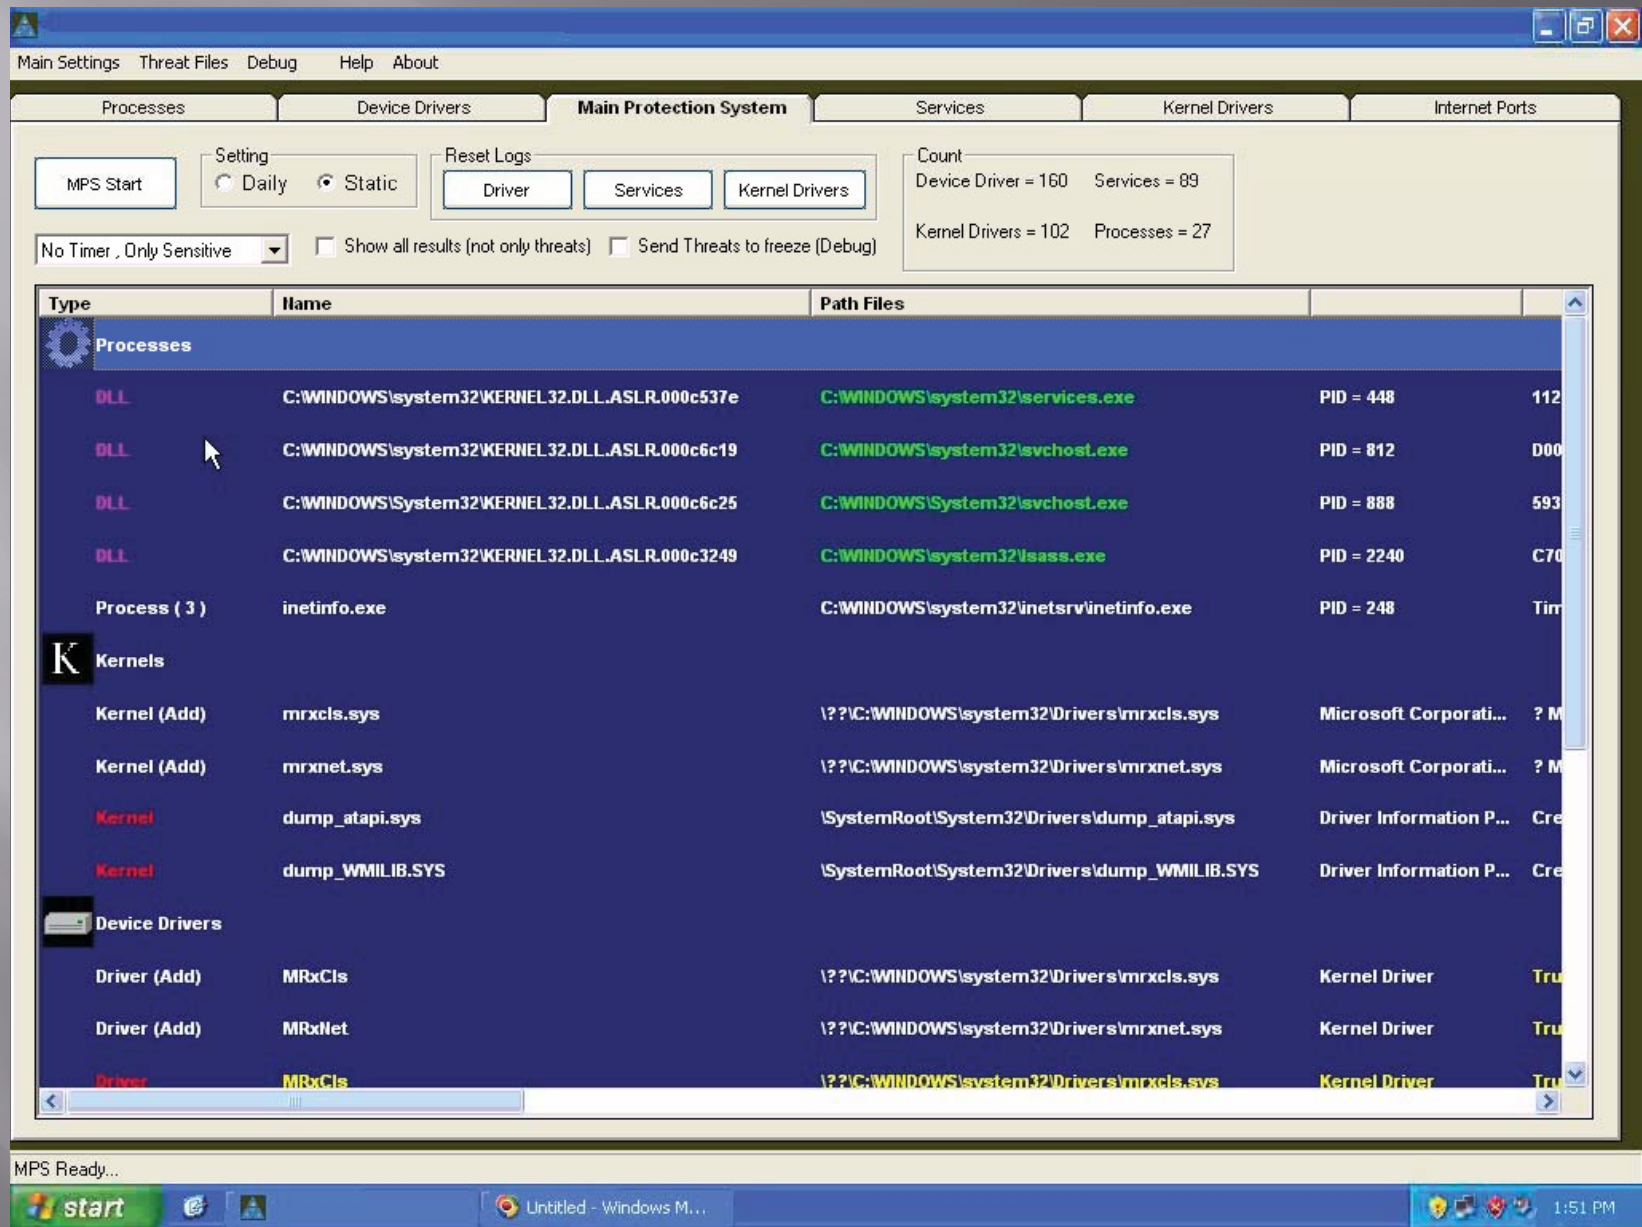 Main Settings Threat Files Debug Help About
Processes Device Drivers Main Protection System Services Kernel Drivers Internet Ports
Setting Reset Logs Count
MPS Start Daily Static Driver Services Kernel Drivers Device Driver = 160 Services = 89
Kernel Drivers = 102 Processes = 27
No Timer , Only Sensitive Show all results (not only threats) Send Threats to freeze (Debug)
Type Name Path Files
Processes
DLL C:\WINDOWS\system32\KERNEL32.DLL.ASLR.000c537e C:\WINDOWS\system32\services.exe PID = 448 112
DLL C:\WINDOWS\system32\KERNEL32.DLL.ASLR.000c6c19 C:\WINDOWS\system32\svchost.exe PID = 812 D00
DLL C:\WINDOWS\System32\KERNEL32.DLL.ASLR.000c6c25 C:\WINDOWS\System32\svchost.exe PID = 888 593
DLL C:\WINDOWS\system32\KERNEL32.DLL.ASLR.000c3249 C:\WINDOWS\system32\lsass.exe PID = 2240 C70
Process ( 3 ) inetinfo.exe C:\WINDOWS\system32\inetsrv\inetinfo.exe PID = 248 Tim
K Kernels
Kernel (Add) mrxcls.sys \??\C:\WINDOWS\system32\Drivers\mrxcls.sys Microsoft Corporati... ? M
Kernel (Add) mrxnet.sys \??\C:\WINDOWS\system32\Drivers\mrxnet.sys Microsoft Corporati... ? M
Kernel dump_atapi.sys \SystemRoot\System32\Drivers\dump_atapi.sys Driver Information P... Cre
Kernel dump_WMILIB.SYS \SystemRoot\System32\Drivers\dump_WMILIB.SYS Driver Information P... Cre
Device Drivers
Driver (Add) MRxCls \??\C:\WINDOWS\system32\Drivers\mrxcls.sys Kernel Driver Tru
Driver (Add) MRxNet \??\C:\WINDOWS\system32\Drivers\mrxnet.sys Kernel Driver Tru
Driver MRxCls \??\C:\WINDOWS\system32\Drivers\mrxcls.sys Kernel Driver Tru
MPS Ready...
start Untitled - Windows M... 1:51 PM